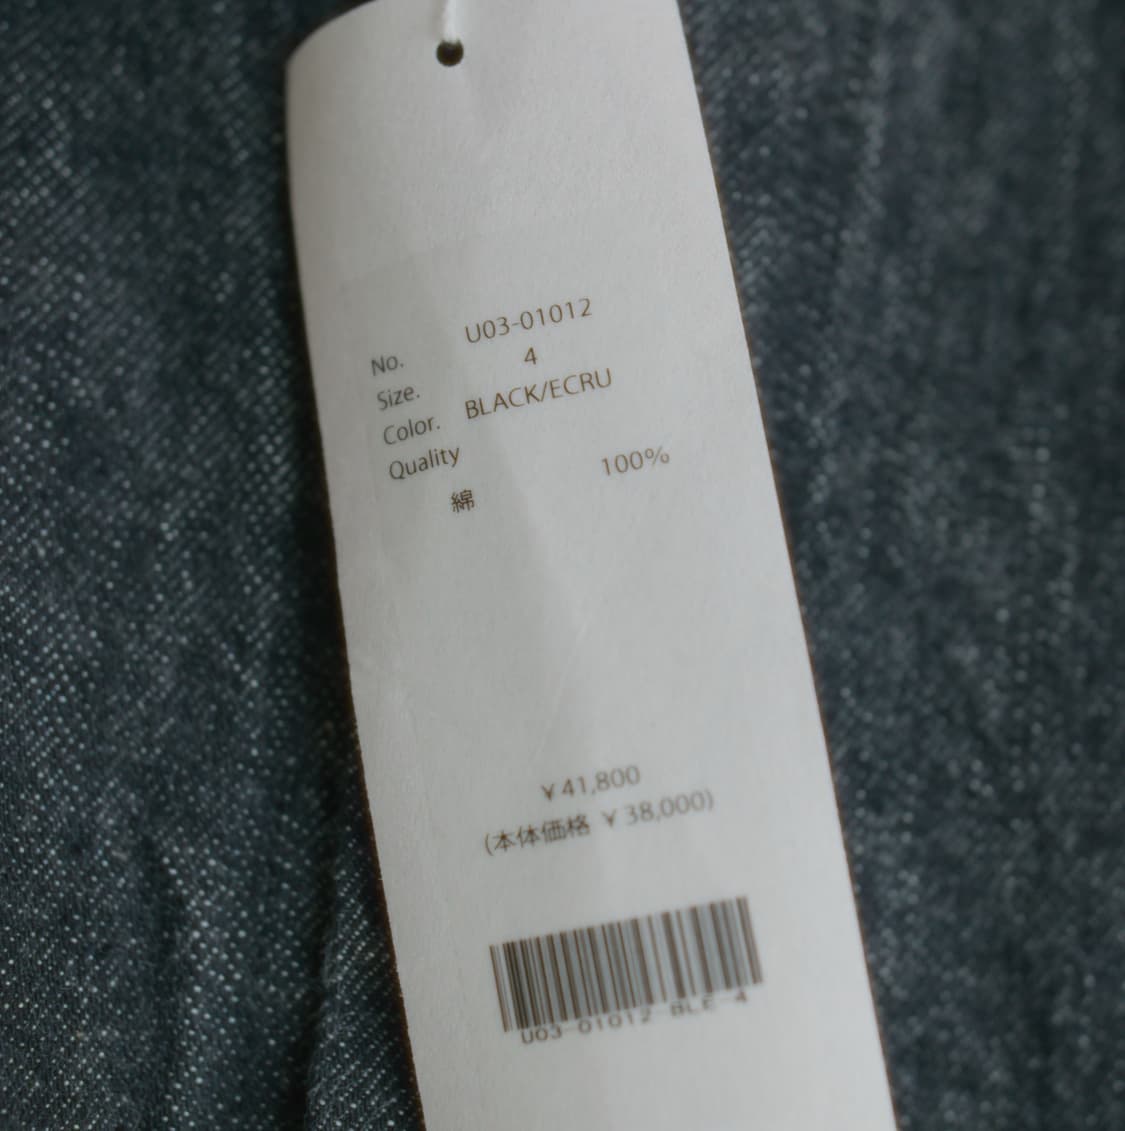 No. U03-01012
Size. 4
Color. BLACK/ECRU
Quality
綿 100%
¥41,800
(本体価格 ¥38,000)
U03-01012-BLE-4